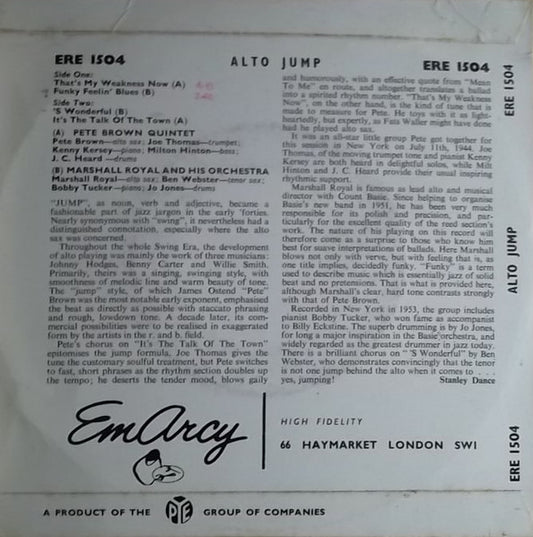 ERE 1504
ALTO JUMP
ERE 1504
Side One:
That's My Weakness Now (A)
Funky Feelin' Blues (B)
Side Two:
'S Wonderful (B)
It's The Talk Of The Town (A)
(A) PETE BROWN QUINTET
Pete Brown—alto sax; Joe Thomas—trumpet;
Kenny Kersey—piano; Milton Hinton—bass;
J. C. Heard—drums
(B) MARSHALL ROYAL AND HIS ORCHESTRA
Marshall Royal—alto sax; Ben Webster—tenor sax;
Bobby Tucker—piano; Jo Jones—drums
"JUMP", as noun, verb and adjective, became a
fashionable part of jazz jargon in the early 'forties.
Nearly synonymous with "swing", it nevertheless had a
distinguished connotation, especially where the alto
sax was concerned.
Throughout the whole Swing Era, the development
of alto playing was mainly the work of three musicians:
Johnny Hodges, Benny Carter and Willie Smith.
Primarily, theirs was a singing, swinging style, with
smoothness of melodic line and warm beauty of tone.
The "jump" style, of which James Ostend "Pete"
Brown was the most notable early exponent, emphasised
the beat as directly as possible with staccato phrasing
and rough, lowdown tone. A decade later, its com-
mercial possibilities were to be realised in exaggerated
form by the artists in the r. and b. field.
Pete's chorus on "It's The Talk Of The Town"
epitomises the jump formula. Joe Thomas gives the
tune the customary soulful treatment, but Pete switches
to fast, short phrases as the rhythm section doubles up
the tempo; he deserts the tender mood, blows gaily
and humorously, with an effective quote from "Mean
To Me" en route, and altogether translates a ballad
into a spirited rhythm number. "That's My Weakness
Now", on the other hand, is the kind of tune that is
made to measure for Pete. He toys with it as light-
heartedly, but expertly, as Fats Waller might have done
had he played alto sax.
It was an all-star little group Pete got together for
this session in New York on July 11th, 1944. Joe
Thomas, of the moving trumpet tone and pianist Kenny
Kersey are both heard in delightful solos, while Milt
Hinton and J. C. Heard provide their usual inspiring
rhythmic support.
Marshall Royal is famous as lead alto and musical
director with Count Basie. Since helping to organise
Basie's new band in 1951, he has been very much
responsible for its polish and precision, and par-
ticularly for the excellent quality of the reed section's
work. The nature of his playing on this record will
therefore come as a surprise to those who know him
best for suave interpretations of ballads. Here Marshall
blows not only with verve, but with feeling that is, as
one title implies, decidedly funky. "Funky" is a term
used to describe music which is essentially jazz of solid
beat and no pretensions. That is what is provided here,
although Marshall's clear, hard tone contrasts strongly
with that of Pete Brown.
Recorded in New York in 1953, the group includes
pianist Bobby Tucker, who won fame as accompanist
to Billy Eckstine. The superb drumming is by Jo Jones,
for long a major inspiration in the Basie orchestra, and
widely regarded as the greatest drummer in jazz today.
There is a brilliant chorus on "'S Wonderful" by Ben
Webster, who demonstrates convincingly that the tenor
is not one jump behind the alto when it comes to . . .
yes, jumping! Stanley Dance
ERE 1504
ALTO JUMP
ERE 1504
EmArcy
HIGH FIDELITY
66 HAYMARKET LONDON SW1
A PRODUCT OF THE PYE GROUP OF COMPANIES